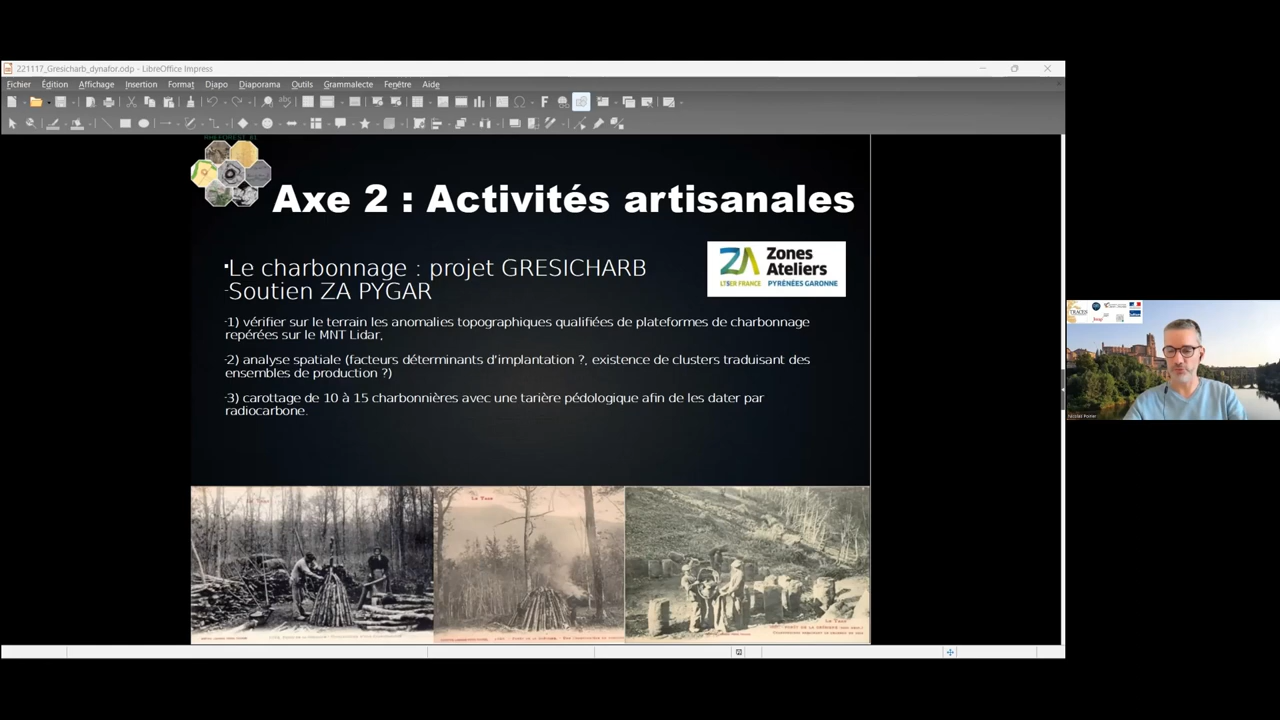 221117_Gresicharb_dynafor.odp - LibreOffice Impress
Fichier Édition Affichage Insertion Format Diapo Diaporama Outils Grammalecte Fenêtre Aide
Axe 2 : Activités artisanales
Le charbonnage : projet GRESICHARB
Soutien ZA PYGAR
ZA Zones Ateliers
LTSER FRANCE PYRÉNÉES GARONNE
1) vérifier sur le terrain les anomalies topographiques qualifiées de plateformes de charbonnage
repérées sur le MNT Lidar,
2) analyse spatiale (facteurs déterminants d'implantation ?, existence de clusters traduisant des
ensembles de production ?)
3) carottage de 10 à 15 charbonnières avec une tarière pédologique afin de les dater par
radiocarbone.
Le Tarn
Le Tarn
TRACES
Inrap